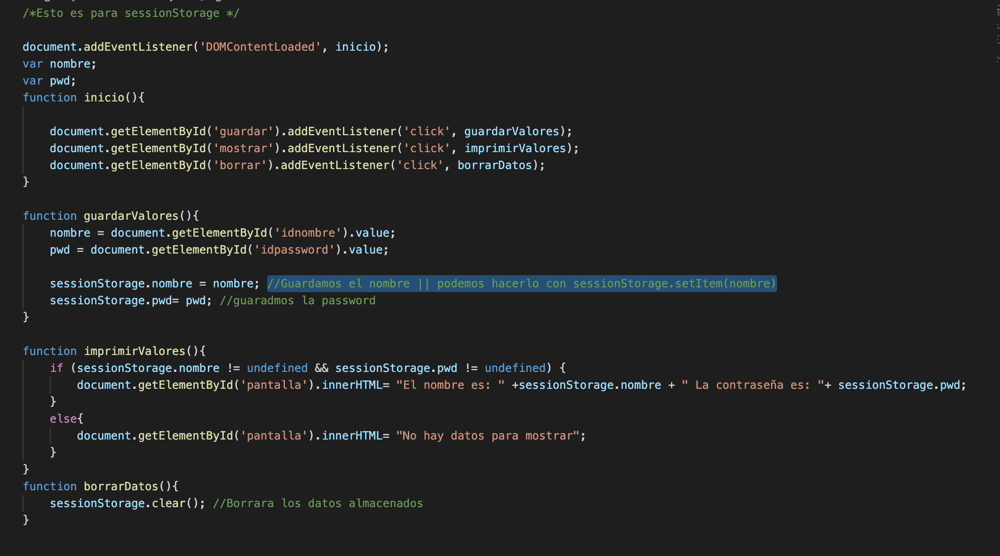 /*Esto es para sessionStorage */
document.addEventListener('DOMContentLoaded', inicio);
var nombre;
var pwd;
function inicio(){
document.getElementById('guardar').addEventListener('click', guardarValores);
document.getElementById('mostrar').addEventListener('click', imprimirValores);
document.getElementById('borrar').addEventListener('click', borrarDatos);
}
function guardarValores(){
nombre = document.getElementById('idnombre').value;
pwd = document.getElementById('idpassword').value;
sessionStorage.nombre = nombre; //Guardamos el nombre || podemos hacerlo con sessionStorage.setItem(nombre)
sessionStorage.pwd= pwd; //guaradmos la password
}
function imprimirValores(){
if (sessionStorage.nombre != undefined && sessionStorage.pwd != undefined) {
document.getElementById('pantalla').innerHTML= "El nombre es: " +sessionStorage.nombre + " La contraseña es: "+ sessionStorage.pwd;
}
else{
document.getElementById('pantalla').innerHTML= "No hay datos para mostrar";
}
}
function borrarDatos(){
sessionStorage.clear(); //Borrara los datos almacenados
}